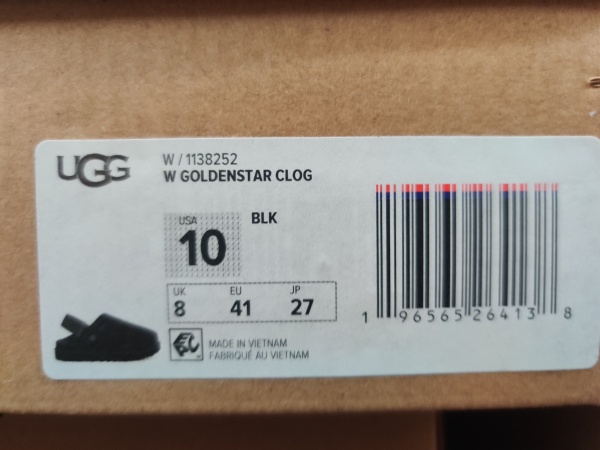 UGG
W / 1138252
W GOLDENSTAR CLOG
USA
10
BLK
UK EU JP
8 41 27
MADE IN VIETNAM
FABRIQUÉ AU VIETNAM
1 96565 26413 8